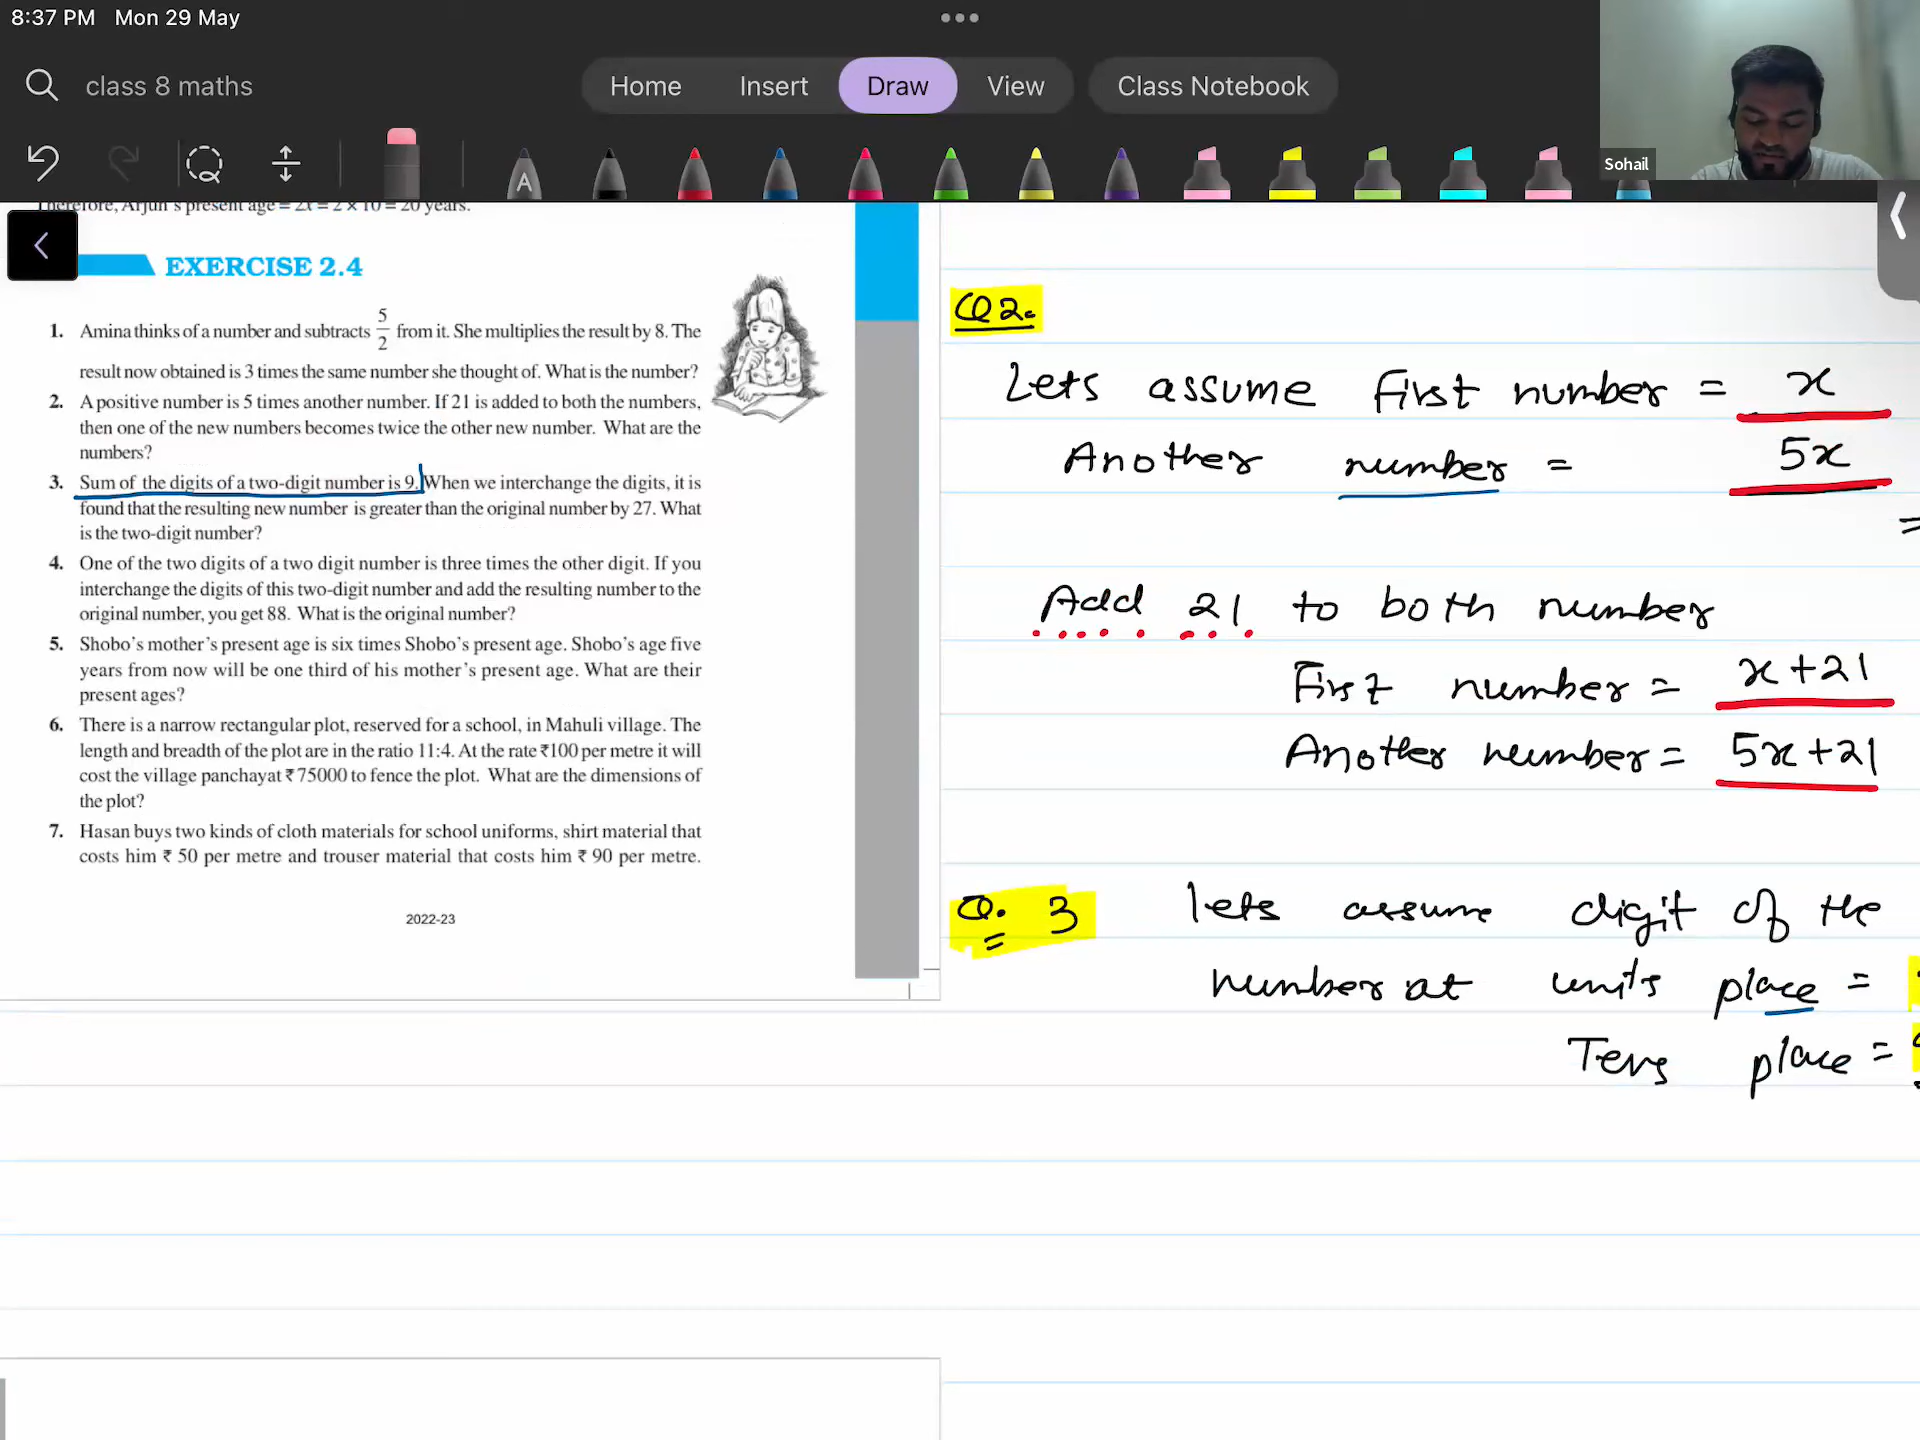 8:37 PM Mon 29 May
class 8 maths
Home
Insert
Draw
View
Class Notebook
A
Sohail
Therefore, Arjun's present age = 2x = 2 × 10 = 20 years.
EXERCISE 2.4
1. Amina thinks of a number and subtracts 5/2 from it. She multiplies the result by 8. The
result now obtained is 3 times the same number she thought of. What is the number?
2. A positive number is 5 times another number. If 21 is added to both the numbers,
then one of the new numbers becomes twice the other new number. What are the
numbers?
3. Sum of the digits of a two-digit number is 9. When we interchange the digits, it is
found that the resulting new number is greater than the original number by 27. What
is the two-digit number?
4. One of the two digits of a two digit number is three times the other digit. If you
interchange the digits of this two-digit number and add the resulting number to the
original number, you get 88. What is the original number?
5. Shobo's mother's present age is six times Shobo's present age. Shobo's age five
years from now will be one third of his mother's present age. What are their
present ages?
6. There is a narrow rectangular plot, reserved for a school, in Mahuli village. The
length and breadth of the plot are in the ratio 11:4. At the rate ₹100 per metre it will
cost the village panchayat ₹75000 to fence the plot. What are the dimensions of
the plot?
7. Hasan buys two kinds of cloth materials for school uniforms, shirt material that
costs him ₹ 50 per metre and trouser material that costs him ₹ 90 per metre.
2022-23
Q2.
Lets assume First number = x
Another number = 5x
=
Add 21 to both number
First number = x+21
Another number = 5x+21
Q. 3 lets assume digit of the
number at units place =
Tens place =